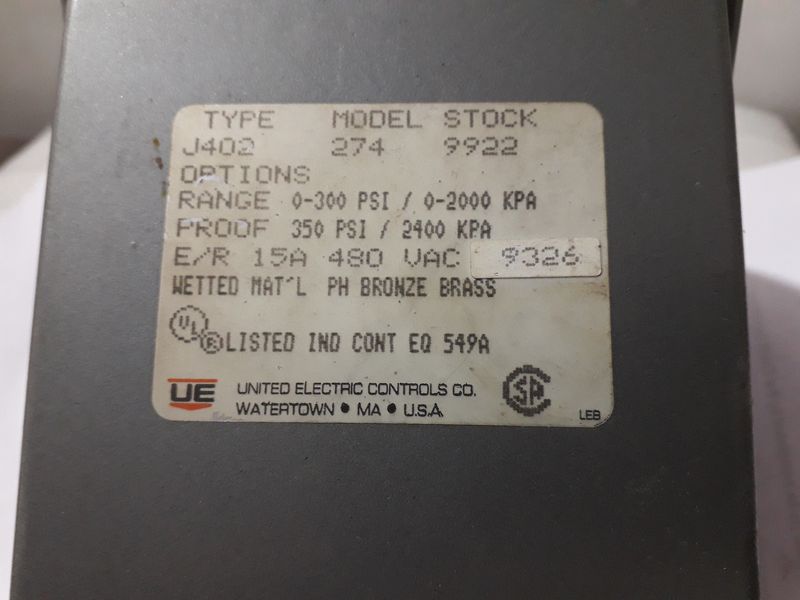 TYPE MODEL STOCK
J402 274 9922
OPTIONS
RANGE 0-300 PSI / 0-2000 KPA
PROOF 350 PSI / 2400 KPA
E/R 15A 480 VAC 9326
WETTED MAT'L PH BRONZE BRASS
UL ® LISTED IND CONT EQ 549A
UE UNITED ELECTRIC CONTROLS CO.
WATERTOWN • MA • U.S.A.
SA
LEB